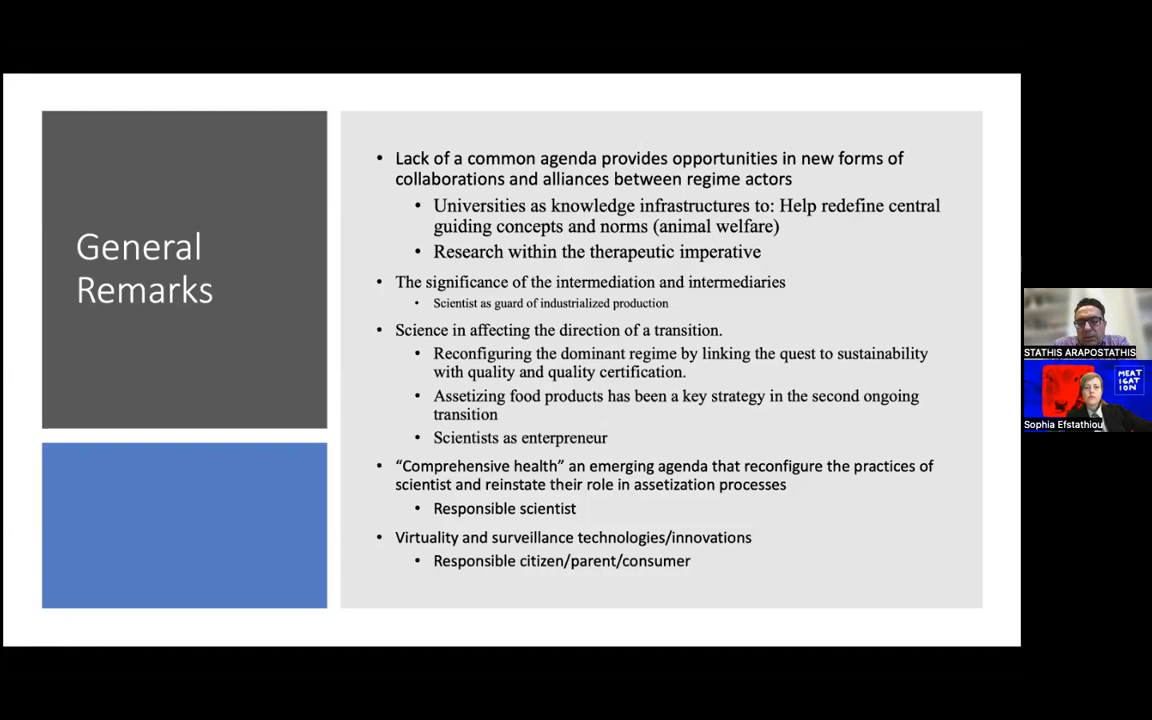 General
Remarks
• Lack of a common agenda provides opportunities in new forms of
collaborations and alliances between regime actors
• Universities as knowledge infrastructures to: Help redefine central
guiding concepts and norms (animal welfare)
• Research within the therapeutic imperative
• The significance of the intermediation and intermediaries
• Scientist as guard of industrialized production
• Science in affecting the direction of a transition.
• Reconfiguring the dominant regime by linking the quest to sustainability
with quality and quality certification.
• Assetizing food products has been a key strategy in the second ongoing
transition
• Scientists as enterpreneur
• “Comprehensive health” an emerging agenda that reconfigure the practices of
scientist and reinstate their role in assetization processes
• Responsible scientist
• Virtuality and surveillance technologies/innovations
• Responsible citizen/parent/consumer
STATHIS ARAPOSTATHIS
MEAT
IGAT
ION
Sophia Efstathiou